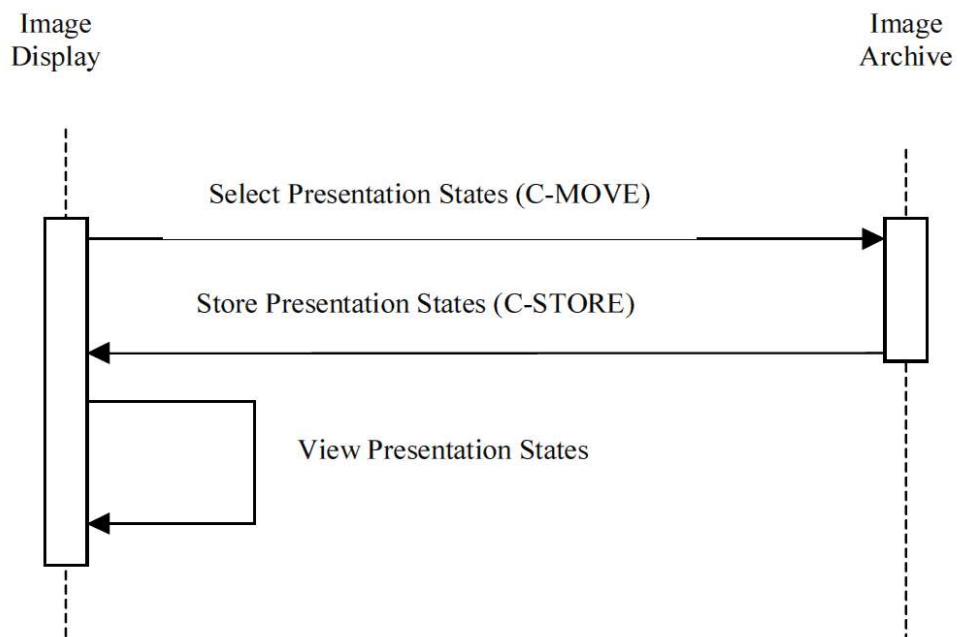 Image
Display
Image
Archive
Select Presentation States (C-MOVE)
Store Presentation States (C-STORE)
View Presentation States